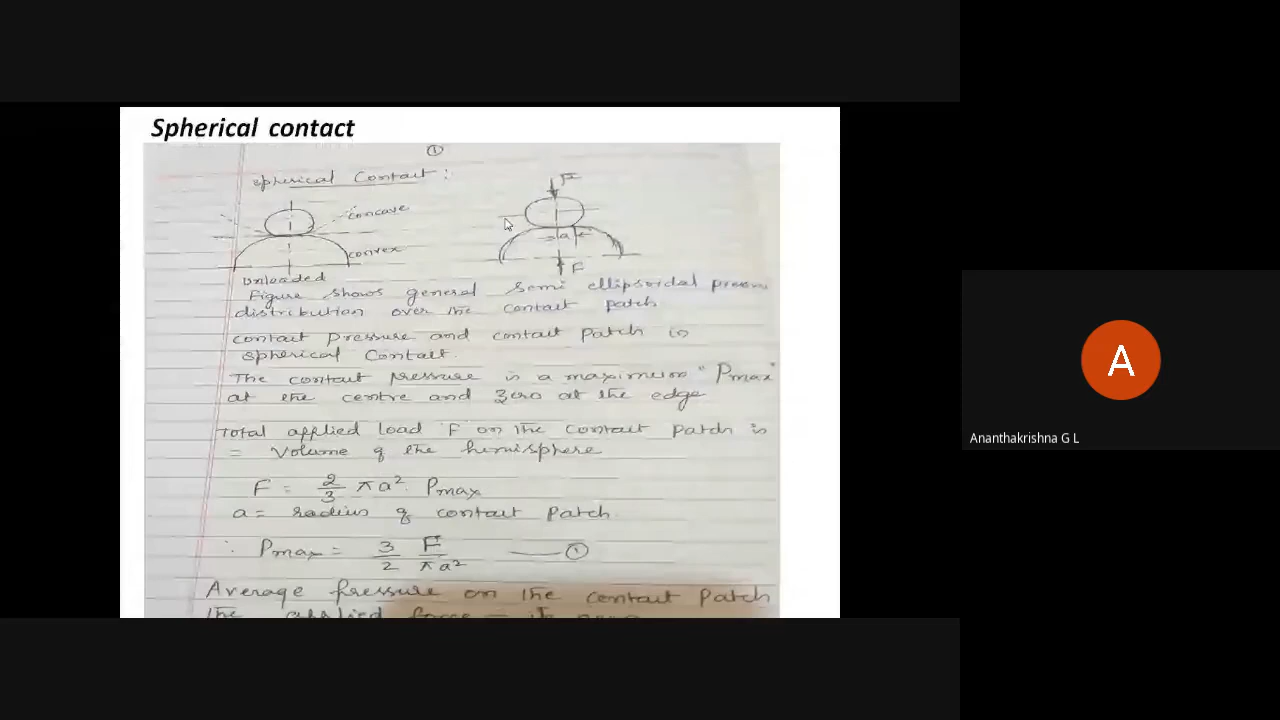 Spherical contact
①
Spherical Contact :
F
concave
a
convex
F
Unloaded
Figure shows general semi ellipsoidal
distribution over the contact patch
contact pressure and contact patch in
spherical Contact.
The contact pressure is a maximum "Pmax"
at the centre and zero at the edge
Total applied load F on the contact patch is
= Volume of the hemisphere
F = 2/3 πa². Pmax
a = radius of contact patch
∴ Pmax = 3/2 F/πa² —— ①
Average pressure on the contact Patch
the applied force
A
Ananthakrishna G L